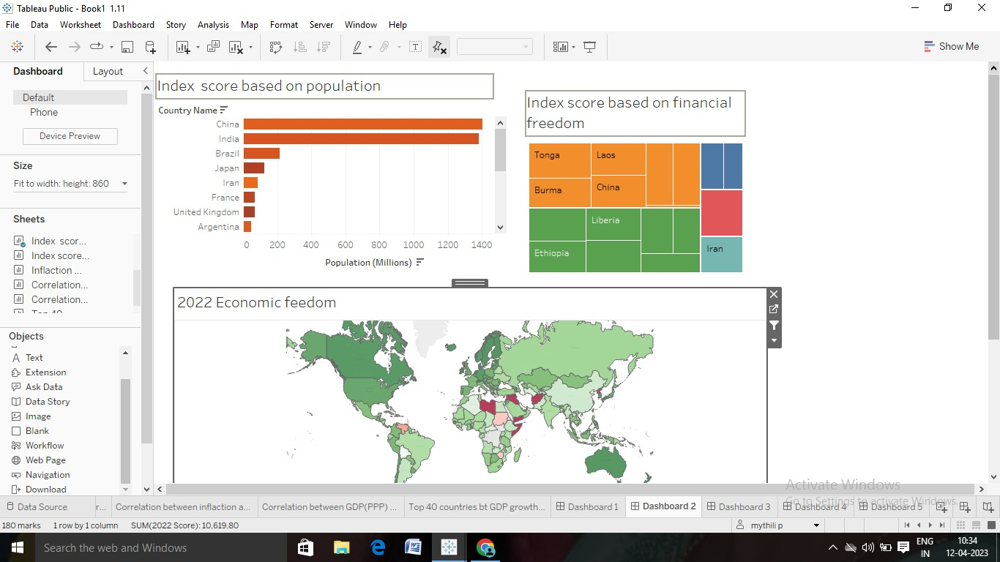 Tableau Public - Book1 1.11
File Data Worksheet Dashboard Story Analysis Map Format Server Window Help
Show Me
Dashboard Layout
Default
Phone
Device Preview
Size
Fit to width: height: 860
Sheets
Index scor...
Index score...
Inflaction ...
Correlation...
Correlation...
Objects
Text
Extension
Ask Data
Data Story
Image
Blank
Workflow
Web Page
Navigation
Download
Index score based on population
Country Name
China
India
Brazil
Japan
Iran
France
United Kingdom
Argentina
0 200 400 600 800 1000 1200 1400
Population (Millions)
Index score based on financial
freedom
Tonga
Laos
Burma
China
Liberia
Ethiopia
Iran
2022 Economic feedom
Activate Windows
Go to Settings to activate Windows.
Data Source r... Correlation between inflaction a... Correlation between GDP(PPP) ... Top 40 countries bt GDP growth... Dashboard 1 Dashboard 2 Dashboard 3 Dashboard 4 Dashboard 5
180 marks 1 row by 1 column SUM(2022 Score): 10,619.80 mythili p
Search the web and Windows
ENG
IN
10:34
12-04-2023